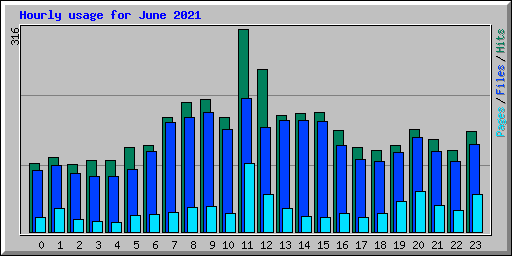 Hourly usage for June 2021
316
Pages / Files / Hits
0 1 2 3 4 5 6 7 8 9 10 11 12 13 14 15 16 17 18 19 20 21 22 23